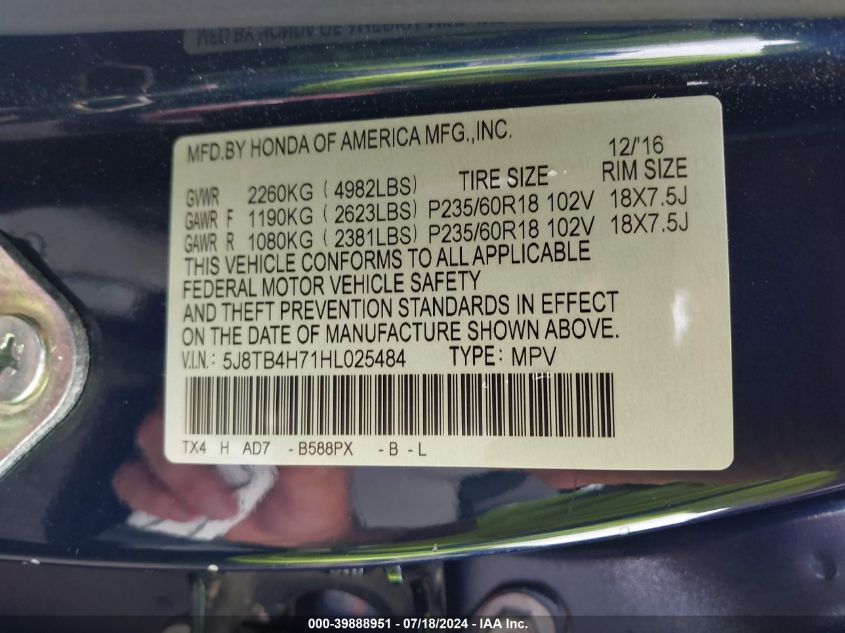 MFD.BY HONDA OF AMERICA MFG.,INC. 12/'16
TIRE SIZE RIM SIZE
GVWR 2260KG ( 4982LBS)
GAWR F 1190KG ( 2623LBS) P235/60R18 102V 18X7.5J
GAWR R 1080KG ( 2381LBS) P235/60R18 102V 18X7.5J
THIS VEHICLE CONFORMS TO ALL APPLICABLE
FEDERAL MOTOR VEHICLE SAFETY
AND THEFT PREVENTION STANDARDS IN EFFECT
ON THE DATE OF MANUFACTURE SHOWN ABOVE.
V.I.N.: 5J8TB4H71HL025484 TYPE: MPV
TX4 H AD7 -B588PX -B -L
000-39888951 - 07/18/2024 - IAA Inc.